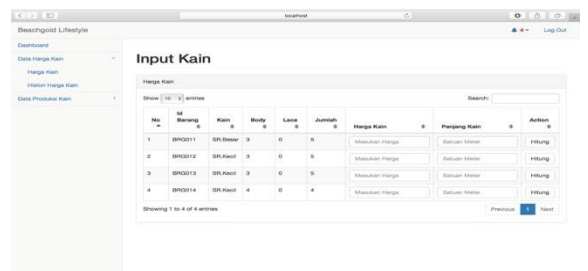 localhost
Beachgold Lifestyle
4
Log Out
Dashboard
Data Harga Kain
Harga Kain
Histori Harga Kain
Data Produksi Kain
Input Kain
Harga Kain
Show 10 entries
Search:
No Id Barang Kain Body Lace Jumlah Harga Kain Panjang Kain Action
1 BRG011 SR.Besar 3 0 5 Masukan Harga Satuan Meter Hitung
2 BRG012 SR.Kecil 3 0 5 Masukan Harga Satuan Meter Hitung
3 BRG013 SR.Kecil 3 0 5 Masukan Harga Satuan Meter Hitung
4 BRG014 SR.Kecil 4 0 4 Masukan Harga Satuan Meter Hitung
Showing 1 to 4 of 4 entries
Previous 1 Next